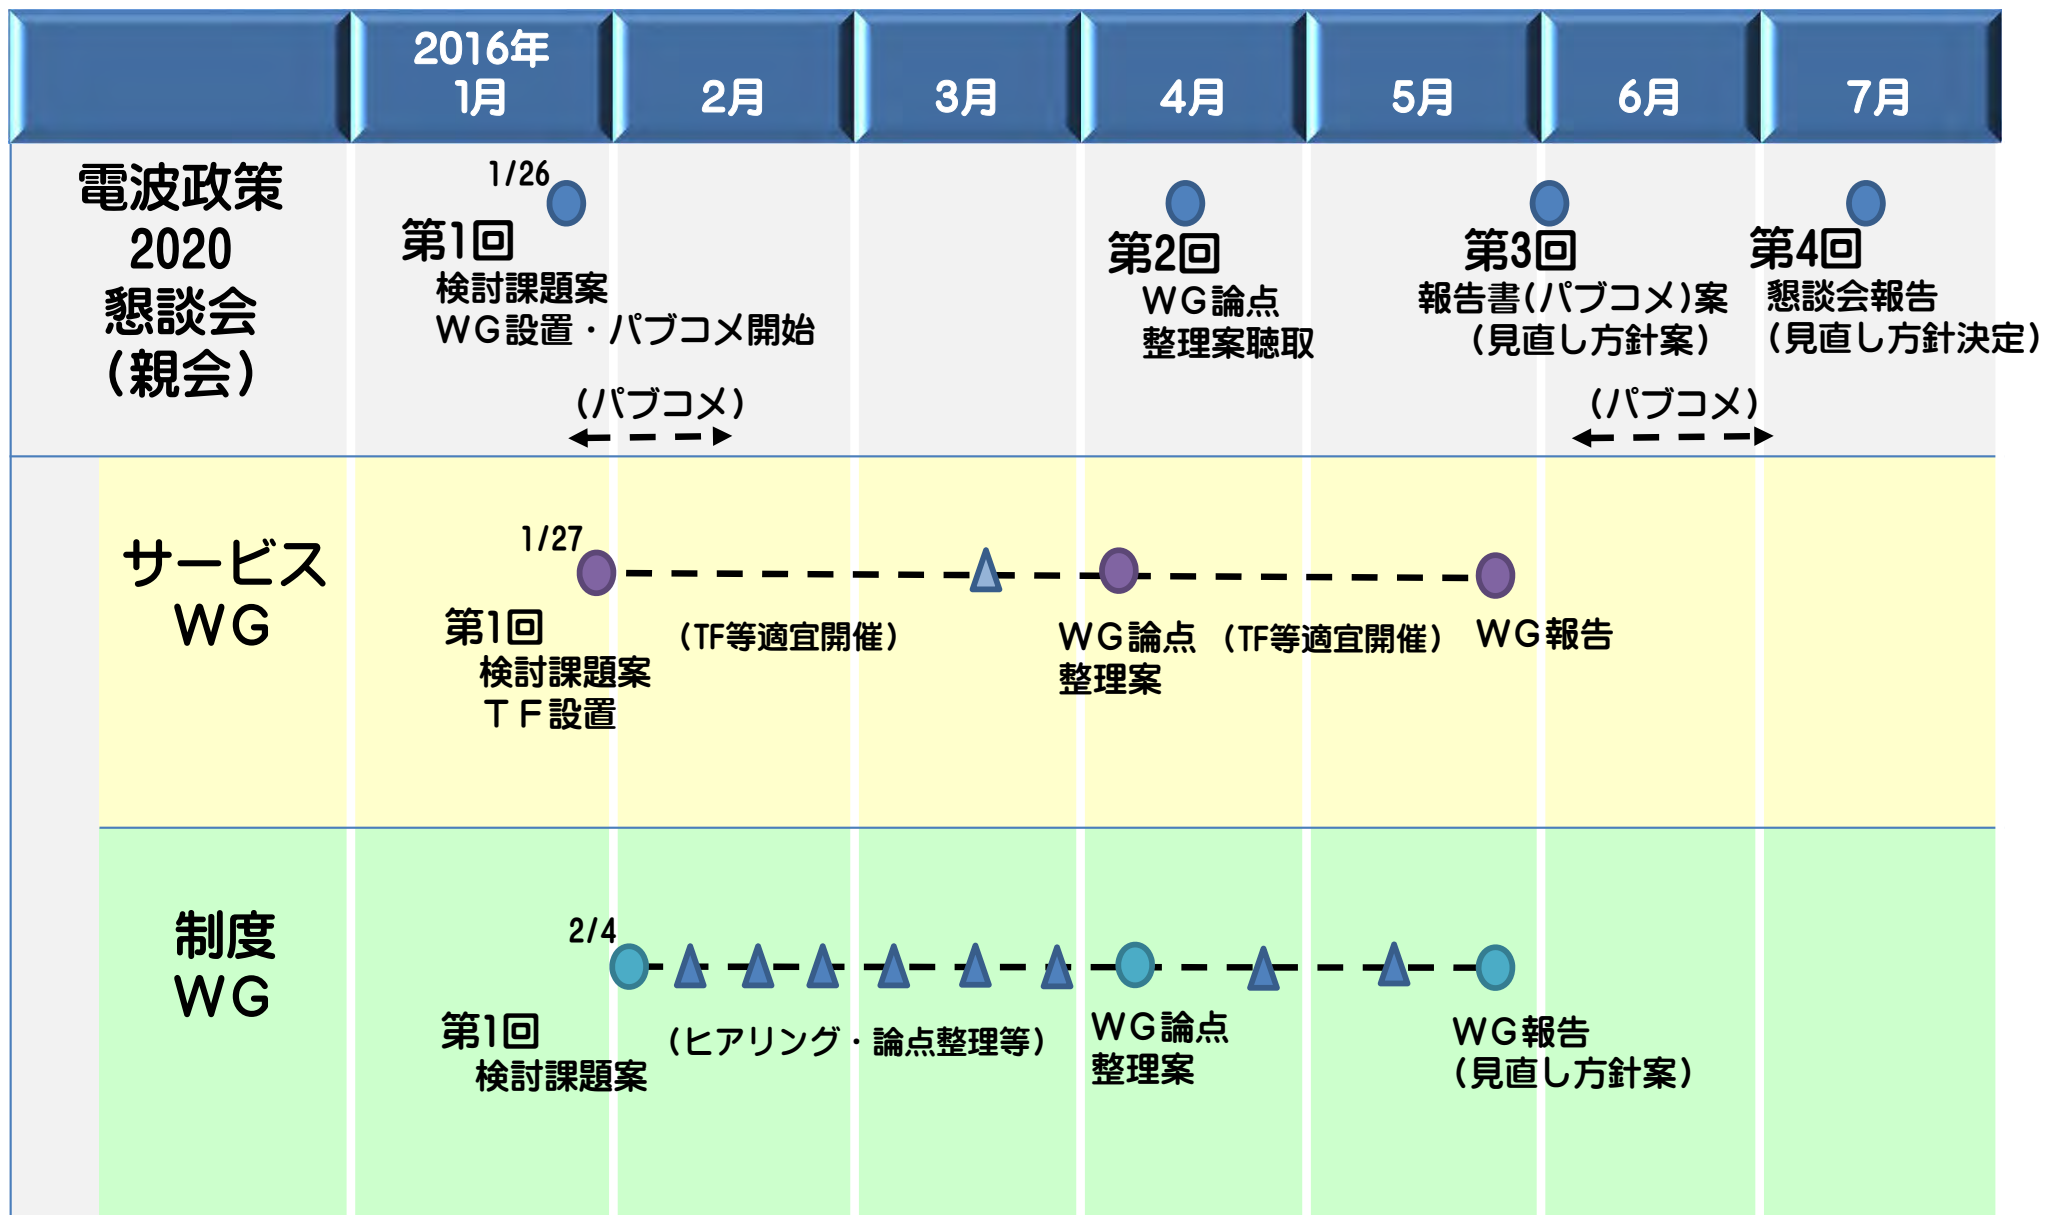 2016年
1月
2月
3月
4月
5月
6月
7月
電波政策
2020
懇談会
(親会)
1/26
第1回
検討課題案
WG設置・パブコメ開始
(パブコメ)
第2回
WG論点
整理案聴取
第3回
報告書(パブコメ)案
(見直し方針案)
第4回
懇談会報告
(見直し方針決定)
(パブコメ)
サービス
WG
1/27
第1回
検討課題案
TF設置
(TF等適宜開催)
WG論点
整理案
(TF等適宜開催)
WG報告
制度
WG
2/4
第1回
検討課題案
(ヒアリング・論点整理等)
WG論点
整理案
WG報告
(見直し方針案)